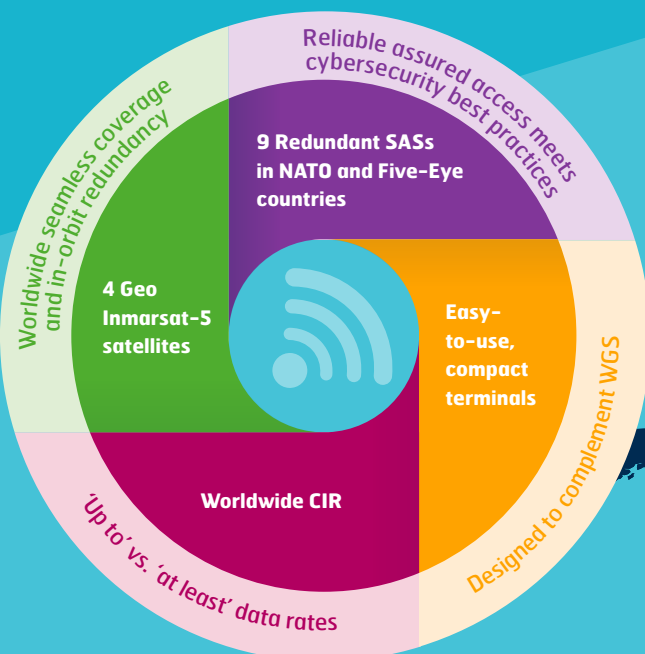 Reliable assured access meets
cybersecurity best practices
9 Redundant SASs
in NATO and Five-Eye
countries
Worldwide seamless coverage
and in-orbit redundancy
4 Geo
Inmarsat-5
satellites
Easy-
to-use,
compact
terminals
Designed to complement WGS
Worldwide CIR
'Up to' vs. 'at least' data rates